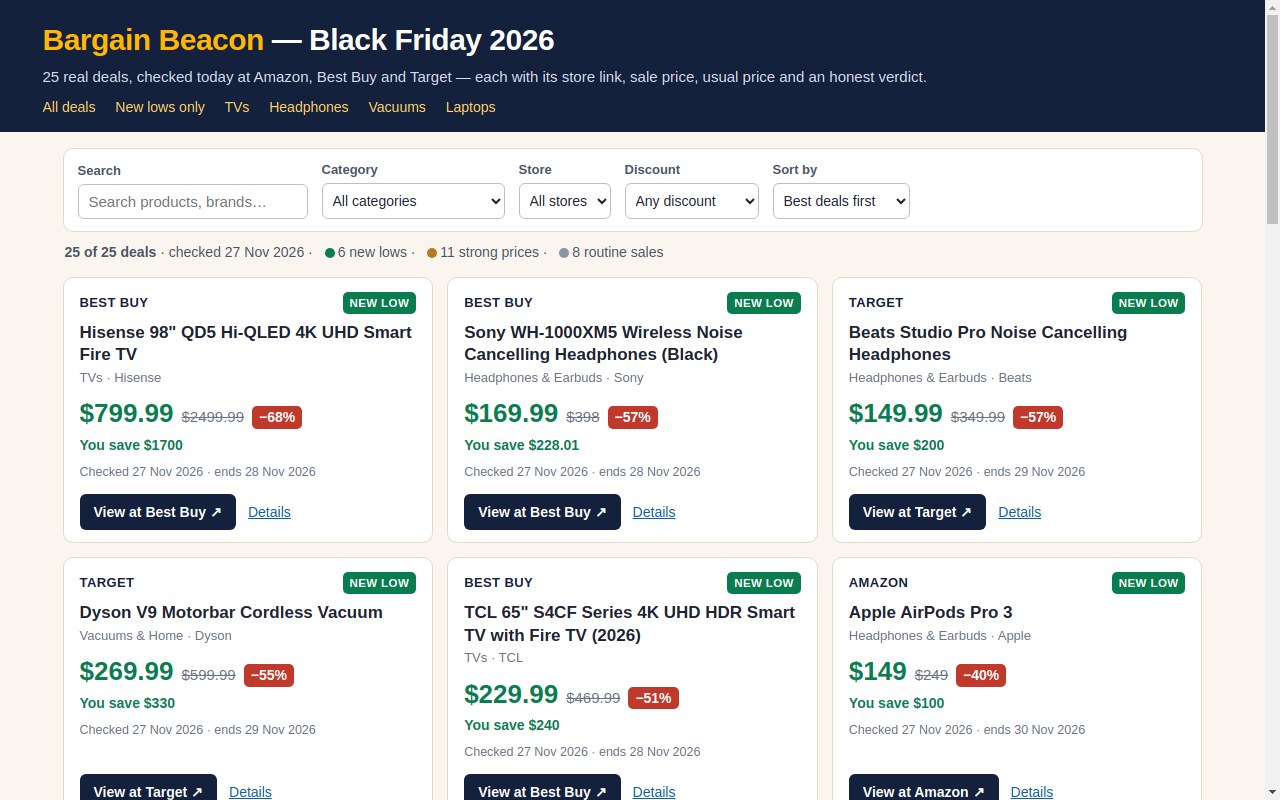 Bargain Beacon — Black Friday 2026
25 real deals, checked today at Amazon, Best Buy and Target — each with its store link, sale price, usual price and an honest verdict.
All deals New lows only TVs Headphones Vacuums Laptops
Search Category Store Discount Sort by
Search products, brands… All categories All stores Any discount Best deals first
25 of 25 deals · checked 27 Nov 2026 · 6 new lows · 11 strong prices · 8 routine sales
BEST BUY NEW LOW
Hisense 98" QD5 Hi-QLED 4K UHD Smart
Fire TV
TVs · Hisense
$799.99 $2499.99 −68%
You save $1700
Checked 27 Nov 2026 · ends 28 Nov 2026
View at Best Buy ↗ Details
BEST BUY NEW LOW
Sony WH-1000XM5 Wireless Noise
Cancelling Headphones (Black)
Headphones & Earbuds · Sony
$169.99 $398 −57%
You save $228.01
Checked 27 Nov 2026 · ends 28 Nov 2026
View at Best Buy ↗ Details
TARGET NEW LOW
Beats Studio Pro Noise Cancelling
Headphones
Headphones & Earbuds · Beats
$149.99 $349.99 −57%
You save $200
Checked 27 Nov 2026 · ends 29 Nov 2026
View at Target ↗ Details
TARGET NEW LOW
Dyson V9 Motorbar Cordless Vacuum
Vacuums & Home · Dyson
$269.99 $599.99 −55%
You save $330
Checked 27 Nov 2026 · ends 29 Nov 2026
View at Target ↗ Details
BEST BUY NEW LOW
TCL 65" S4CF Series 4K UHD HDR Smart
TV with Fire TV (2026)
TVs · TCL
$229.99 $469.99 −51%
You save $240
Checked 27 Nov 2026 · ends 28 Nov 2026
View at Best Buy ↗ Details
AMAZON NEW LOW
Apple AirPods Pro 3
Headphones & Earbuds · Apple
$149 $249 −40%
You save $100
Checked 27 Nov 2026 · ends 30 Nov 2026
View at Amazon ↗ Details